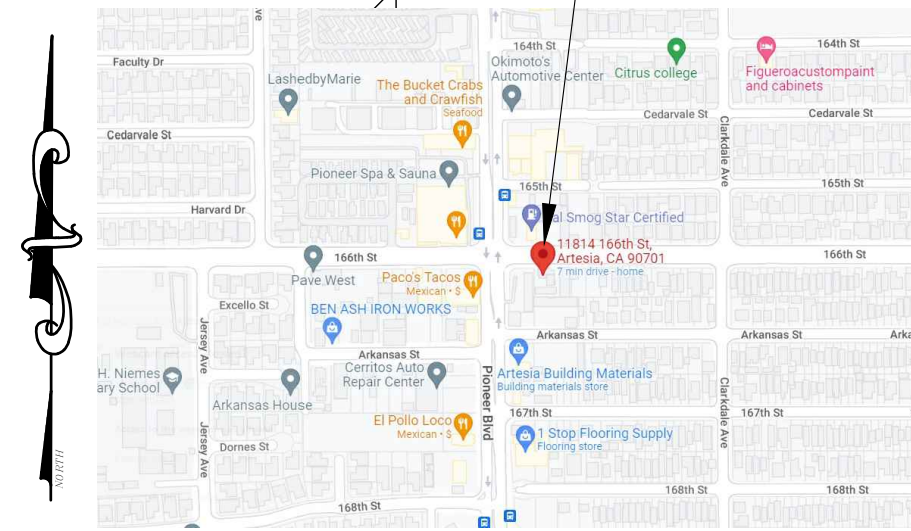 Ave
164th St
164th St
Faculty Dr
Okimoto's
Automotive Center
Citrus college
Figueroacustompaint
and cabinets
LashedbyMarie
The Bucket Crabs
and Crawfish
Seafood
Cedarvale St
Cedarvale St
Cedarvale St
Clarkdale Ave
Pioneer Spa & Sauna
165th St
165th St
Harvard Dr
al Smog Star Certified
11814 166th St,
Artesia, CA 90701
7 min drive - home
166th St
166th St
Pave West
Paco's Tacos
Mexican • $
Excello St
BEN ASH IRON WORKS
Jersey Ave
Arkansas St
Arkansas St
Arka
Arkansas St
Cerritos Auto
Repair Center
Pioneer Blvd
Artesia Building Materials
Building materials store
H. Niemes
ary School
Arkansas House
Clarkdale Ave
167th St
167th St
El Pollo Loco
Mexican • $
1 Stop Flooring Supply
Flooring store
Jersey Ave
Dornes St
168th St
168th St
168th St
NORTH